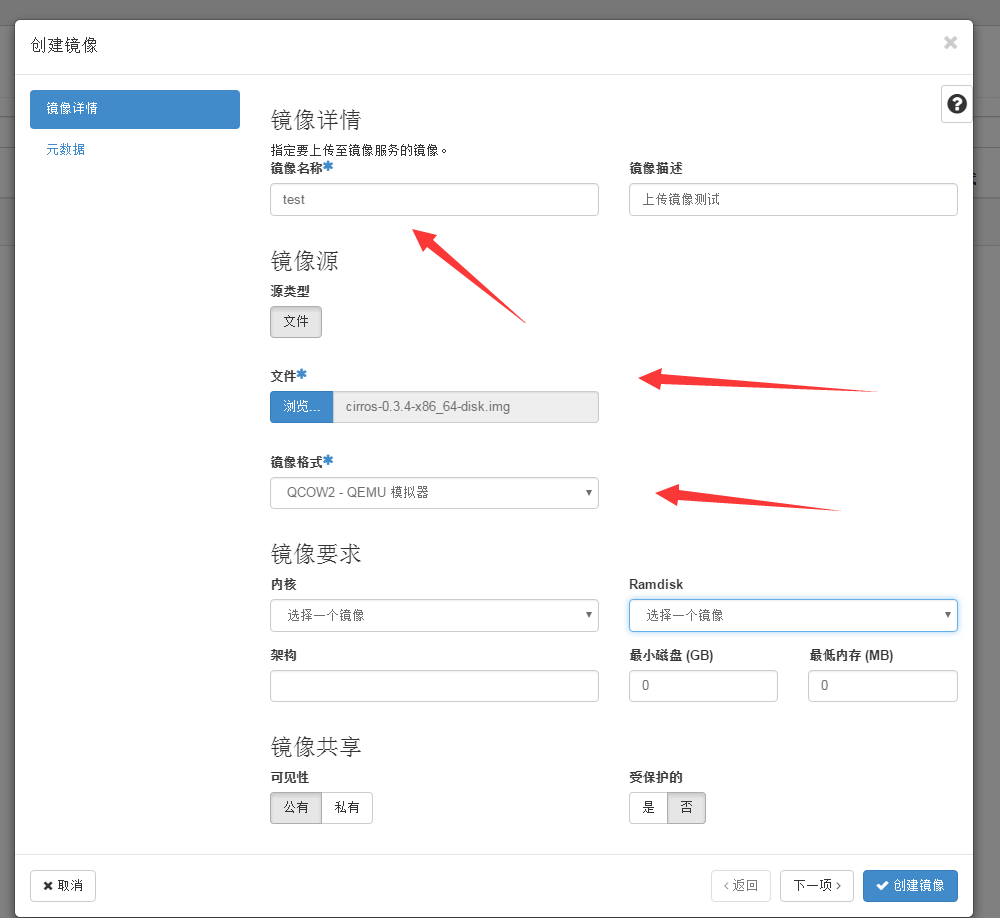 创建镜像
镜像详情
元数据
镜像详情
指定要上传至镜像服务的镜像。
镜像名称* 镜像描述
test 上传镜像测试
镜像源
源类型
文件
文件*
浏览... cirros-0.3.4-x86_64-disk.img
镜像格式*
QCOW2 - QEMU 模拟器
镜像要求
内核 Ramdisk
选择一个镜像 选择一个镜像
架构 最小磁盘 (GB) 最低内存 (MB)
0 0
镜像共享
可见性 受保护的
公有 私有 是 否
取消 返回 下一项 创建镜像